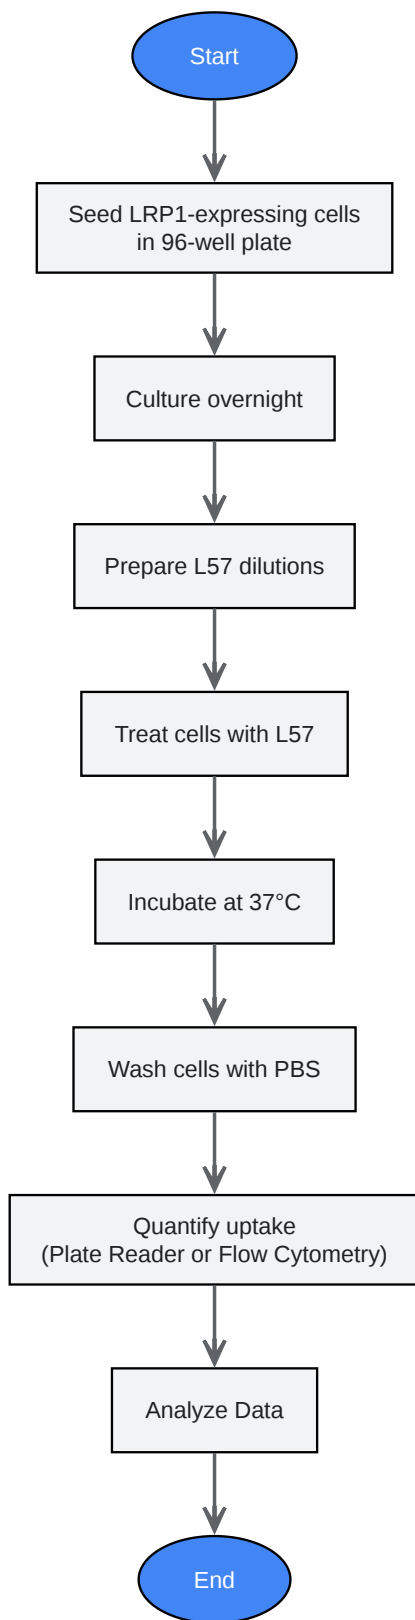 Start
Seed LRP1-expressing cells
in 96-well plate
Culture overnight
Prepare L57 dilutions
Treat cells with L57
Incubate at 37°C
Wash cells with PBS
Quantify uptake
(Plate Reader or Flow Cytometry)
Analyze Data
End